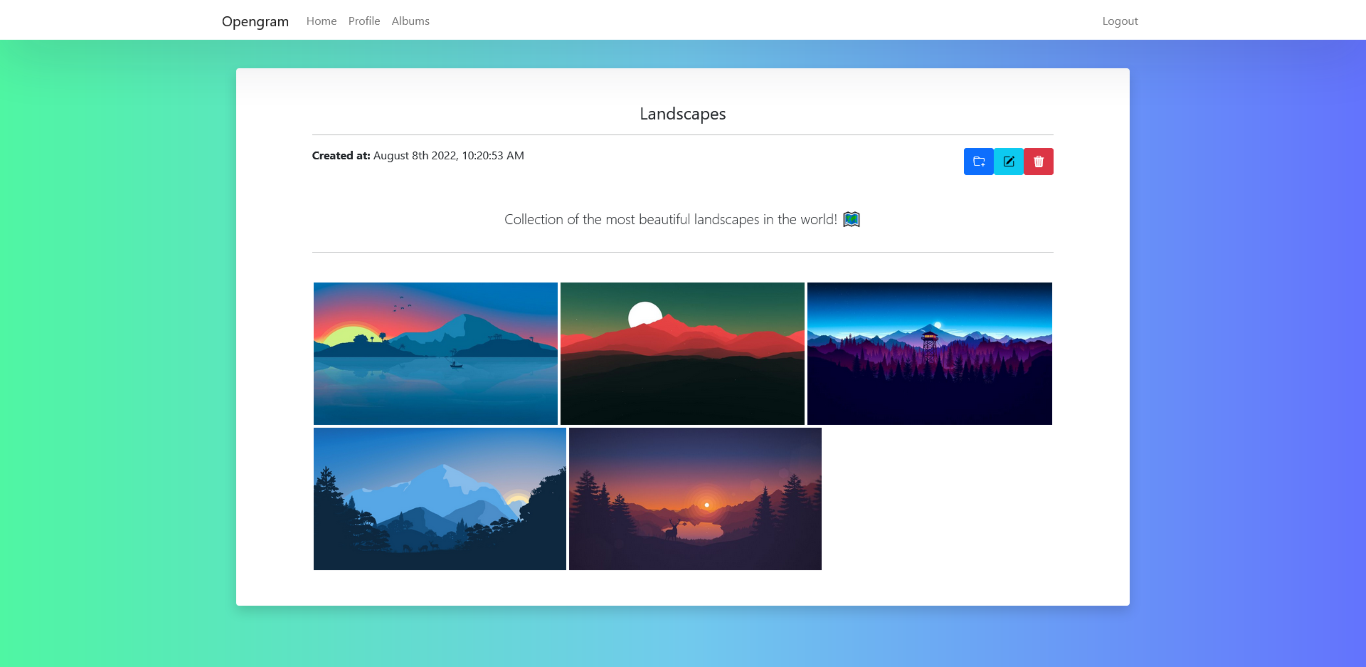 Opengram Home Profile Albums Logout
Landscapes
Created at: August 8th 2022, 10:20:53 AM
Collection of the most beautiful landscapes in the world! 🗺️